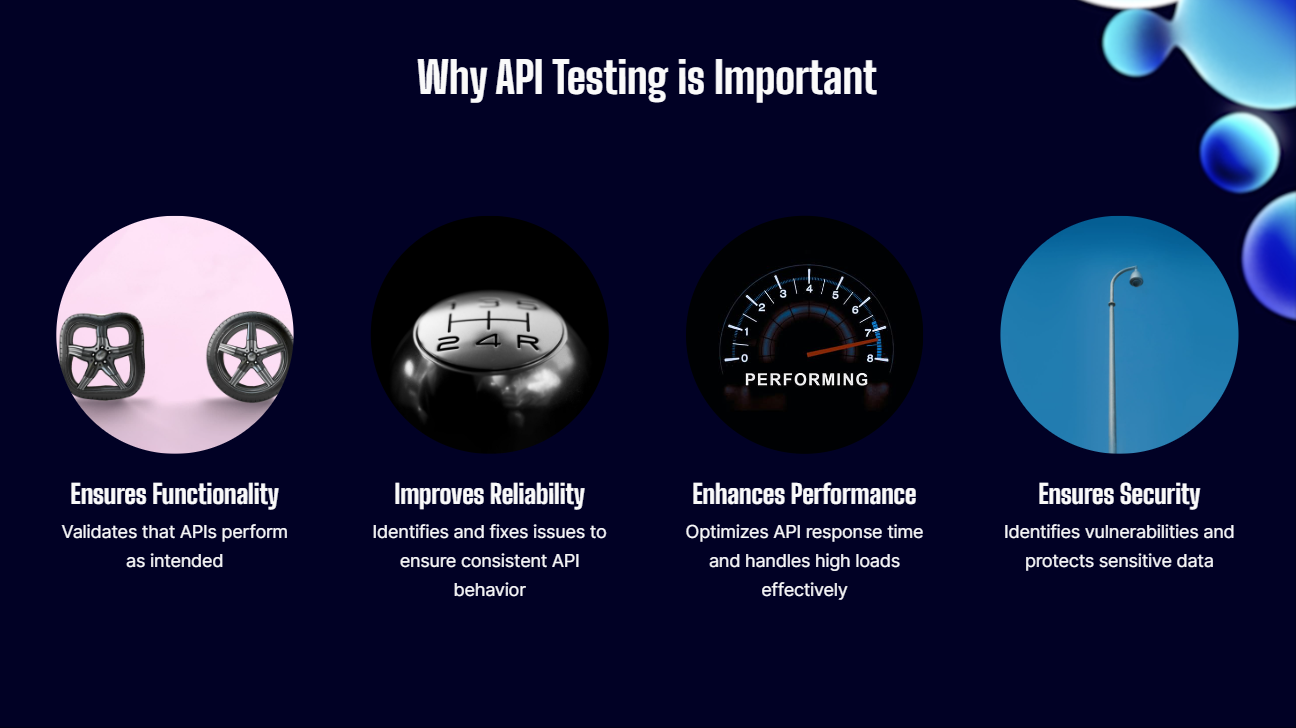 Why API Testing is Important
1 3 5
2 4 R
0 1 2 3 4 5 6 7 8
PERFORMING
Ensures Functionality
Validates that APIs perform
as intended
Improves Reliability
Identifies and fixes issues to
ensure consistent API
behavior
Enhances Performance
Optimizes API response time
and handles high loads
effectively
Ensures Security
Identifies vulnerabilities and
protects sensitive data